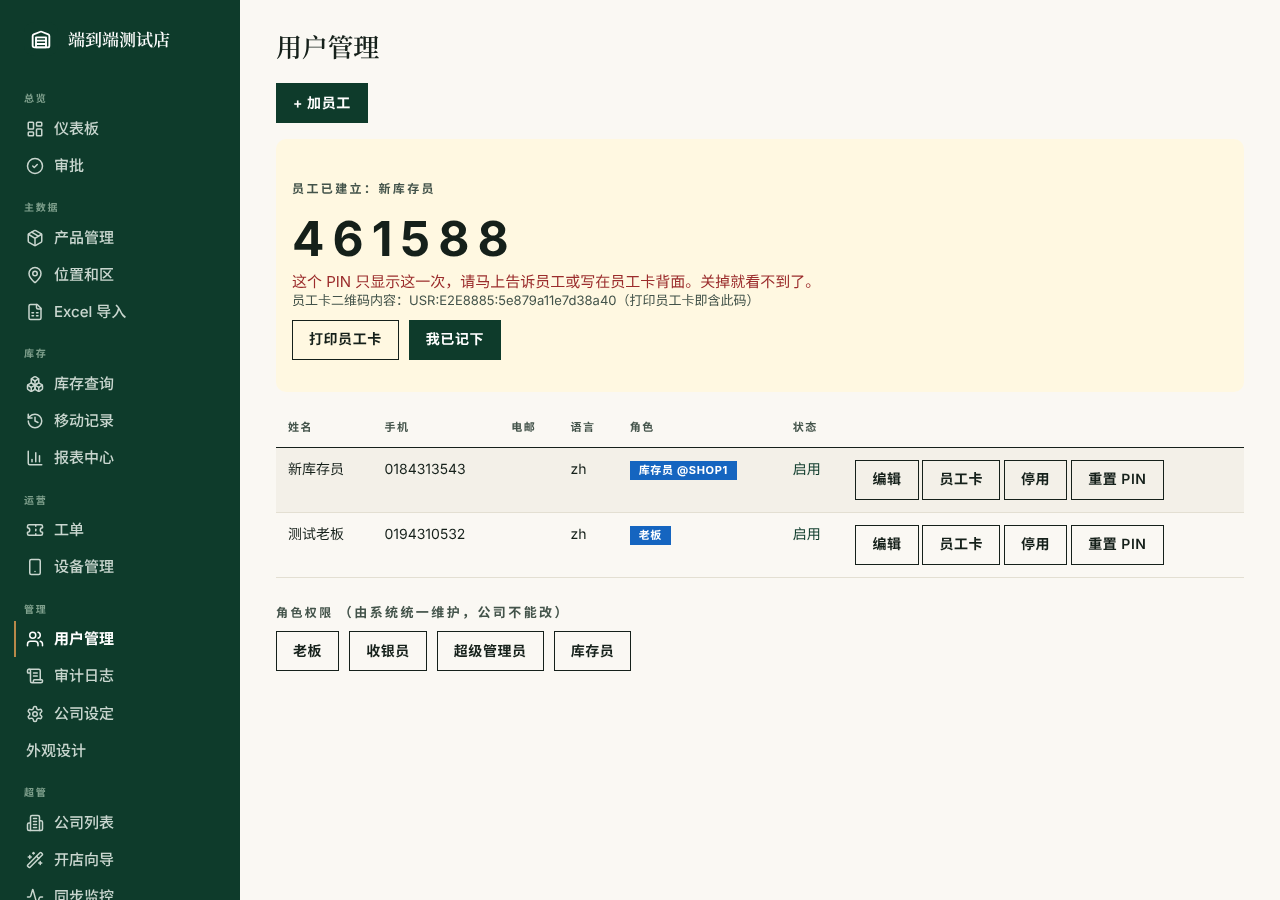 端到端测试店
总览
仪表板
审批
主数据
产品管理
位置和区
Excel 导入
库存
库存查询
移动记录
报表中心
运营
工单
设备管理
管理
用户管理
审计日志
公司设定
外观设计
超管
公司列表
开店向导
同步监控
用户管理
+ 加员工
员工已建立：新库存员
461588
这个 PIN 只显示这一次，请马上告诉员工或写在员工卡背面。关掉就看不到了。
员工卡二维码内容：USR:E2E8885:5e879a11e7d38a40（打印员工卡即含此码）
打印员工卡 我已记下
姓名 手机 电邮 语言 角色 状态
新库存员 0184313543 zh 库存员 @SHOP1 启用 编辑 员工卡 停用 重置 PIN
测试老板 0194310532 zh 老板 启用 编辑 员工卡 停用 重置 PIN
角色权限 （由系统统一维护，公司不能改）
老板 收银员 超级管理员 库存员